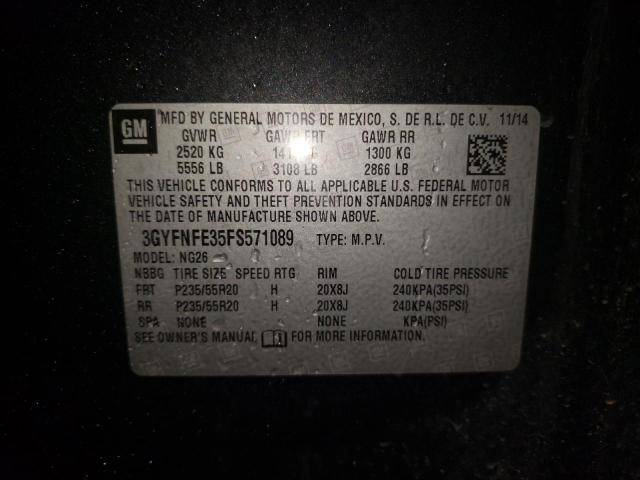 GM MFD BY GENERAL MOTORS DE MEXICO, S. DE R.L. DE C.V. 11/14
GVWR GAWR FRT GAWR RR
2520 KG 1300 KG
5556 LB 3108 LB 2866 LB
THIS VEHICLE CONFORMS TO ALL APPLICABLE U.S. FEDERAL MOTOR
VEHICLE SAFETY AND THEFT PREVENTION STANDARDS IN EFFECT ON
THE DATE OF MANUFACTURE SHOWN ABOVE.
3GYFNFE35FS571089 TYPE: M.P.V.
MODEL: NG26
NBBG TIRE SIZE SPEED RTG RIM COLD TIRE PRESSURE
FRT P235/55R20 H 20X8J 240KPA(35PSI)
RR P235/55R20 H 20X8J 240KPA(35PSI)
SPA NONE NONE KPA(PSI)
SEE OWNER'S MANUAL FOR MORE INFORMATION.